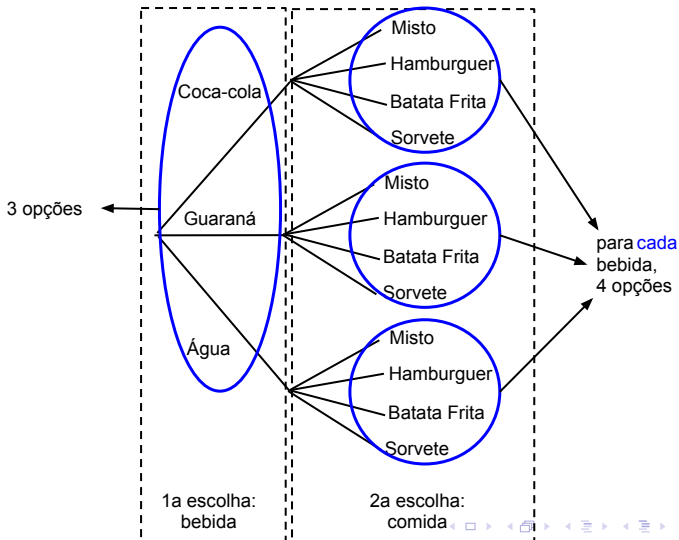 Misto
Hamburguer
Batata Frita
Sorvete
Coca-cola
Guaraná
Água
3 opções
Misto
Hamburguer
Batata Frita
Sorvete
para cada
bebida,
4 opções
Misto
Hamburguer
Batata Frita
Sorvete
1a escolha:
bebida
2a escolha:
comida